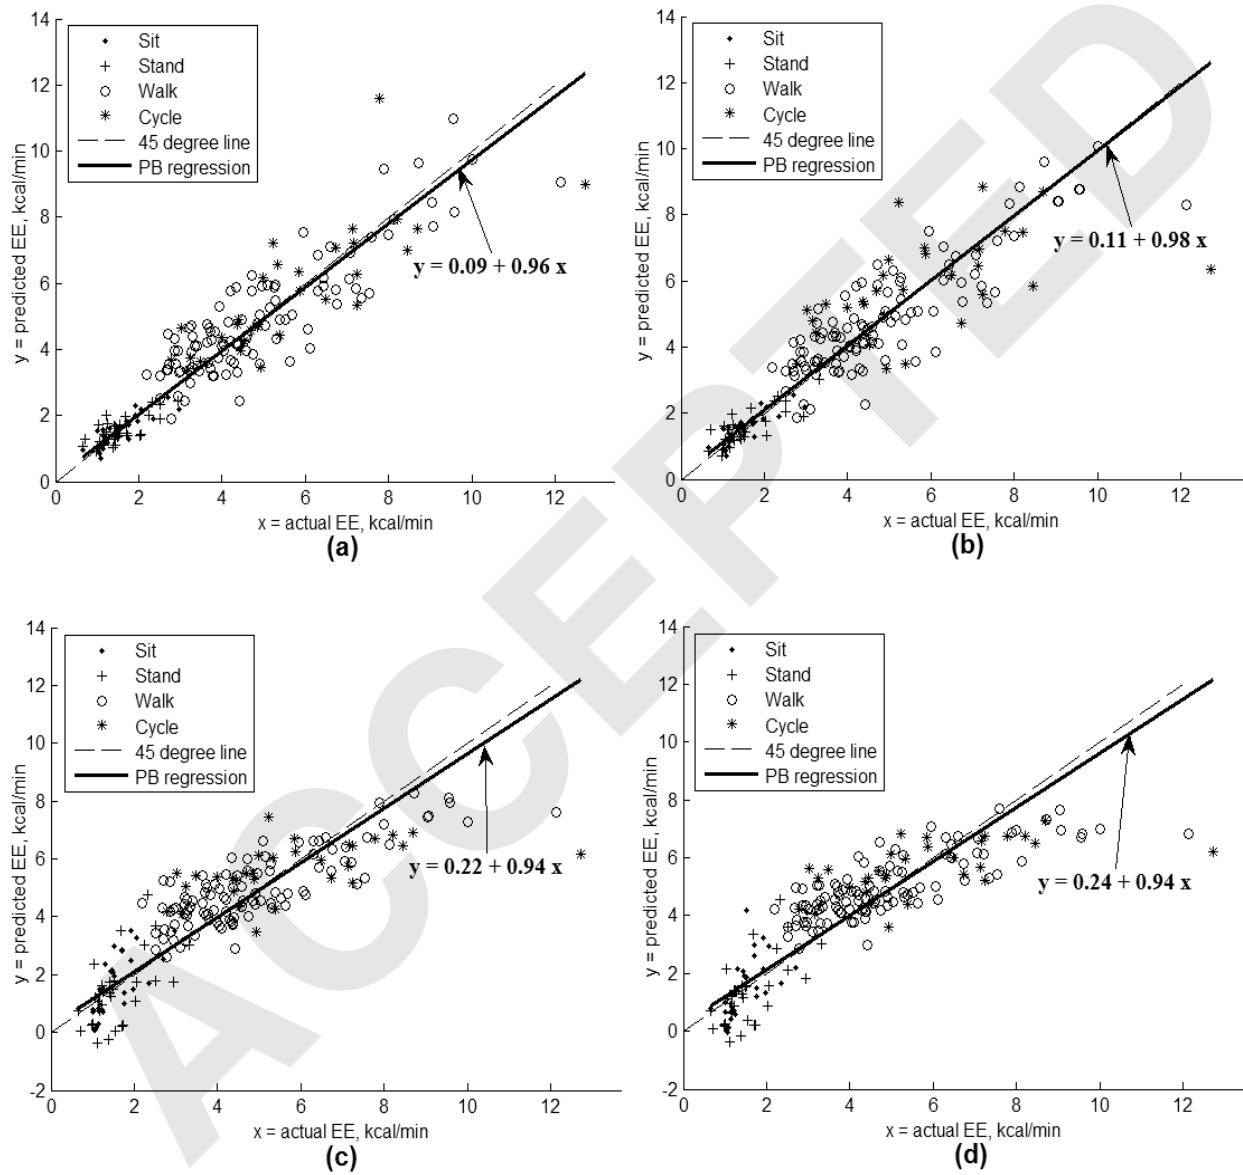 14
12
10
8
6
4
2
0
y = predicted EE, kcal/min
Sit
Stand
Walk
Cycle
45 degree line
PB regression
y = 0.09 + 0.96 x
0 2 4 6 8 10 12
x = actual EE, kcal/min
(a)
14
12
10
8
6
4
2
0
y = predicted EE, kcal/min
Sit
Stand
Walk
Cycle
45 degree line
PB regression
y = 0.11 + 0.98 x
0 2 4 6 8 10 12
x = actual EE, kcal/min
(b)
14
12
10
8
6
4
2
0
-2
y = predicted EE, kcal/min
Sit
Stand
Walk
Cycle
45 degree line
PB regression
y = 0.22 + 0.94 x
0 2 4 6 8 10 12
x = actual EE, kcal/min
(c)
14
12
10
8
6
4
2
0
-2
y = predicted EE, kcal/min
Sit
Stand
Walk
Cycle
45 degree line
PB regression
y = 0.24 + 0.94 x
0 2 4 6 8 10 12
x = actual EE, kcal/min
(d)
ACCEPTED